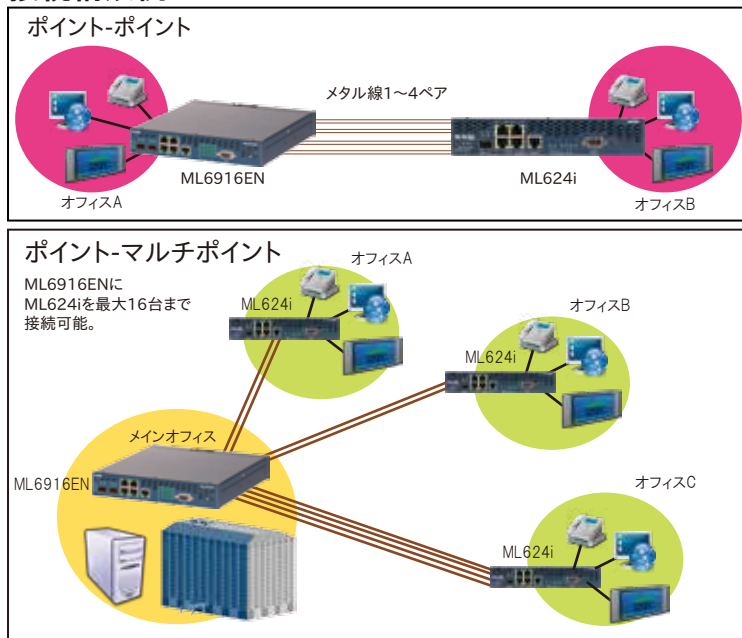 ポイント-ポイント
メタル線1～4ペア
ML6916EN
ML624i
オフィスA
オフィスB
ポイント-マルチポイント
ML6916ENに
ML624iを最大16台まで
接続可能。
オフィスA
ML624i
オフィスB
ML624i
メインオフィス
ML6916EN
オフィスC
ML624i